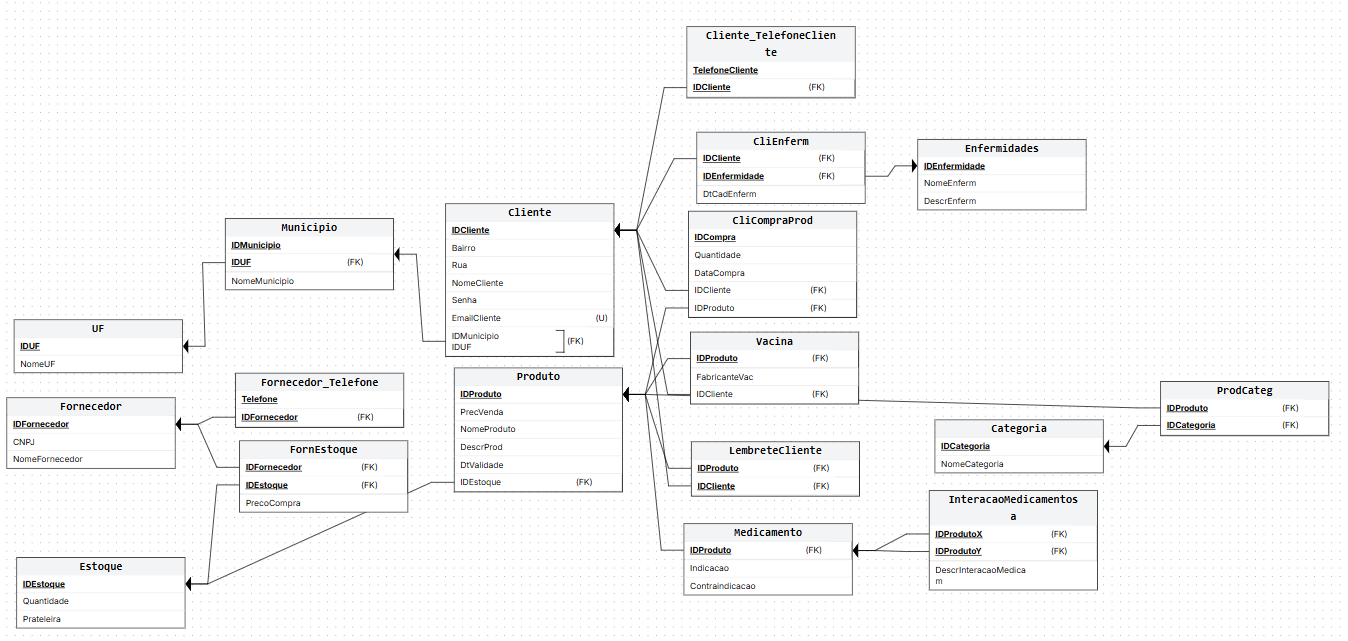 Cliente_TelefoneClien
te
TelefoneCliente
IDCliente (FK)
CliEnferm
IDCliente (FK)
IDEnfermidade (FK)
DtCadEnferm
Enfermidades
IDEnfermidade
NomeEnferm
DescrEnferm
Cliente
IDCliente
Bairro
Rua
NomeCliente
Senha
EmailCliente (U)
IDMunicipio
IDUF
(FK)
CliCompraProd
IDCompra
Quantidade
DataCompra
IDCliente (FK)
IDProduto (FK)
Municipio
IDMunicipio
IDUF (FK)
NomeMunicipio
UF
IDUF
NomeUF
Vacina
IDProduto (FK)
FabricanteVac
IDCliente (FK)
Produto
IDProduto
PrecVenda
NomeProduto
DescrProd
DtValidade
IDEstoque (FK)
Fornecedor_Telefone
Telefone
IDFornecedor (FK)
Fornecedor
IDFornecedor
CNPJ
NomeFornecedor
FornEstoque
IDFornecedor (FK)
IDEstoque (FK)
PrecoCompra
ProdCateg
IDProduto (FK)
IDCategoria (FK)
Categoria
IDCategoria
NomeCategoria
LembreteCliente
IDProduto (FK)
IDCliente (FK)
InteracaoMedicamentos
a
IDProdutoX (FK)
IDProdutoY (FK)
DescrInteracaoMedica
m
Medicamento
IDProduto (FK)
Indicacao
Contraindicacao
Estoque
IDEstoque
Quantidade
Prateleira